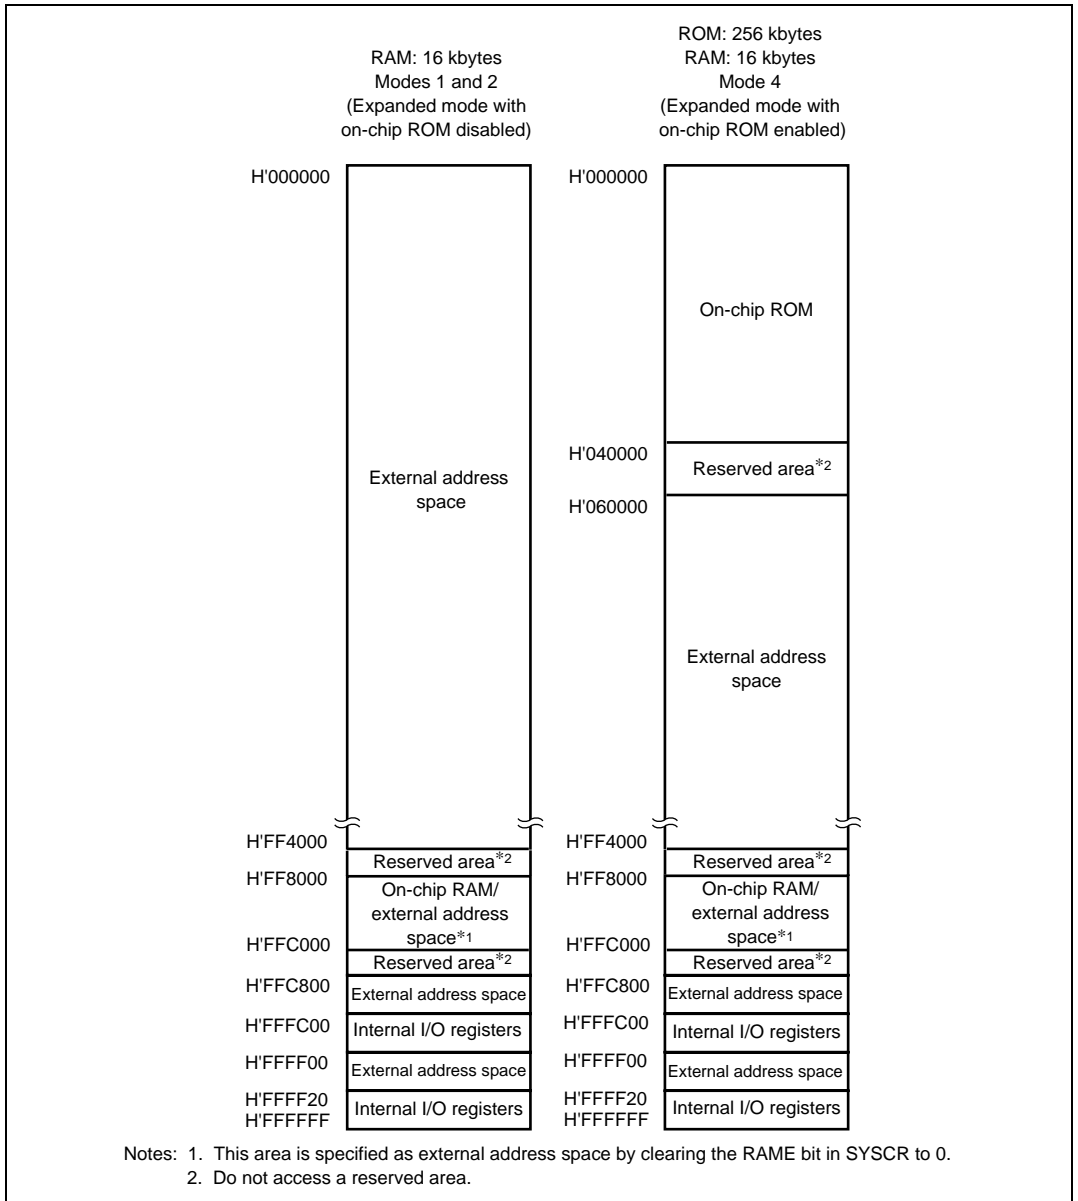 RAM: 16 kbytes
Modes 1 and 2
(Expanded mode with
on-chip ROM disabled)
H'000000
External address
space
H'FF4000
Reserved area*2
H'FF8000
On-chip RAM/
external address
space*1
H'FFC000
Reserved area*2
H'FFC800
External address space
H'FFFC00
Internal I/O registers
H'FFFF00
External address space
H'FFFF20
Internal I/O registers
H'FFFFFF
ROM: 256 kbytes
RAM: 16 kbytes
Mode 4
(Expanded mode with
on-chip ROM enabled)
H'000000
On-chip ROM
H'040000
Reserved area*2
H'060000
External address
space
H'FF4000
Reserved area*2
H'FF8000
On-chip RAM/
external address
space*1
H'FFC000
Reserved area*2
H'FFC800
External address space
H'FFFC00
Internal I/O registers
H'FFFF00
External address space
H'FFFF20
Internal I/O registers
H'FFFFFF
Notes: 1. This area is specified as external address space by clearing the RAME bit in SYSCR to 0.
2. Do not access a reserved area.